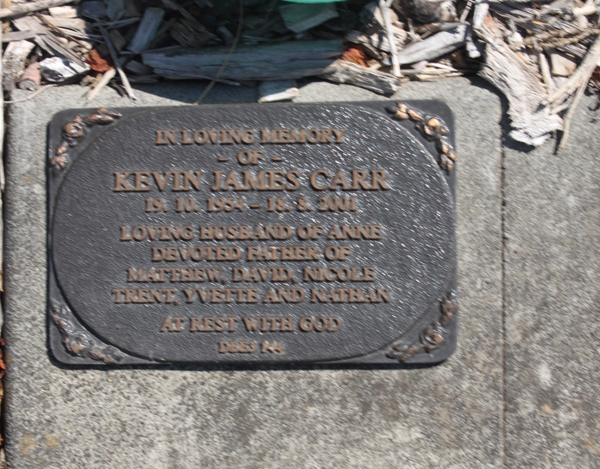 IN LOVING MEMORY
– OF –
KEVIN JAMES CARR
19. 10. 1954 – 18. 8. 2001
LOVING HUSBAND OF ANNE
DEVOTED FATHER OF
MATTHEW, DAVID, NICOLE
TRENT, YVETTE AND NATHAN
AT REST WITH GOD